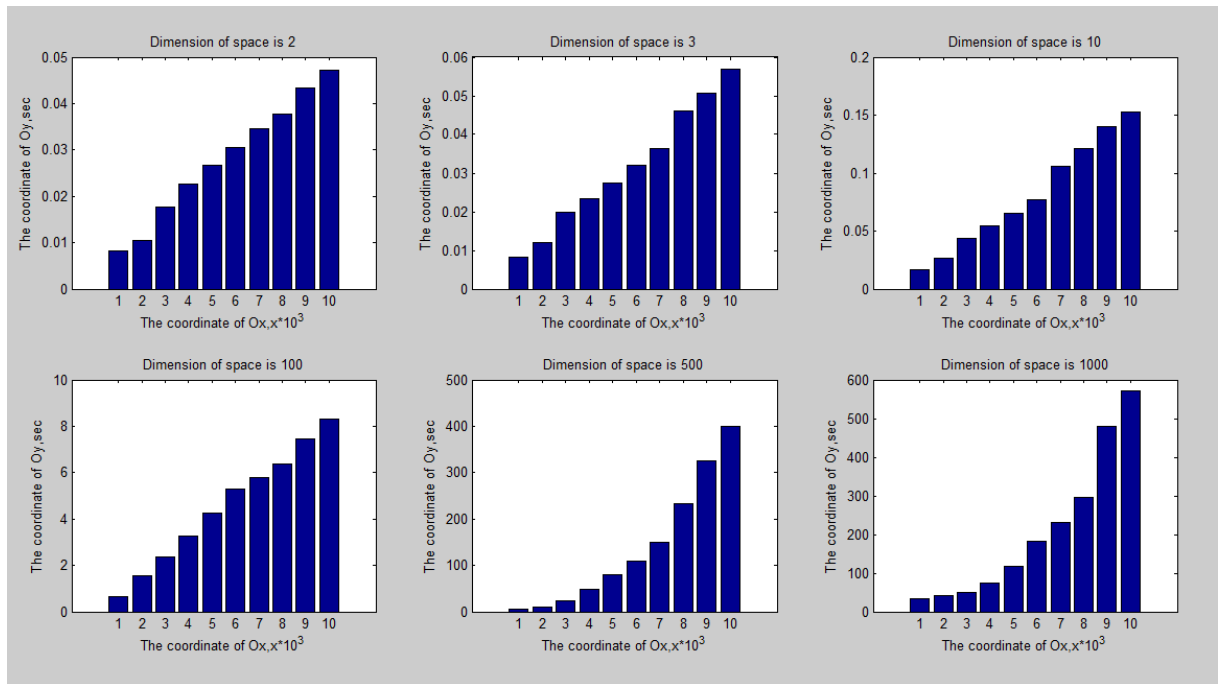 Dimension of space is 2
0.05
0.04
0.03
0.02
0.01
0
The coordinate of Oy,sec
1 2 3 4 5 6 7 8 9 10
The coordinate of Ox,x*10^3
Dimension of space is 3
0.06
0.05
0.04
0.03
0.02
0.01
0
The coordinate of Oy,sec
1 2 3 4 5 6 7 8 9 10
The coordinate of Ox,x*10^3
Dimension of space is 10
0.2
0.15
0.1
0.05
0
The coordinate of Oy,sec
1 2 3 4 5 6 7 8 9 10
The coordinate of Ox,x*10^3
Dimension of space is 100
10
8
6
4
2
0
The coordinate of Oy,sec
1 2 3 4 5 6 7 8 9 10
The coordinate of Ox,x*10^3
Dimension of space is 500
500
400
300
200
100
0
The coordinate of Oy,sec
1 2 3 4 5 6 7 8 9 10
The coordinate of Ox,x*10^3
Dimension of space is 1000
600
500
400
300
200
100
0
The coordinate of Oy,sec
1 2 3 4 5 6 7 8 9 10
The coordinate of Ox,x*10^3